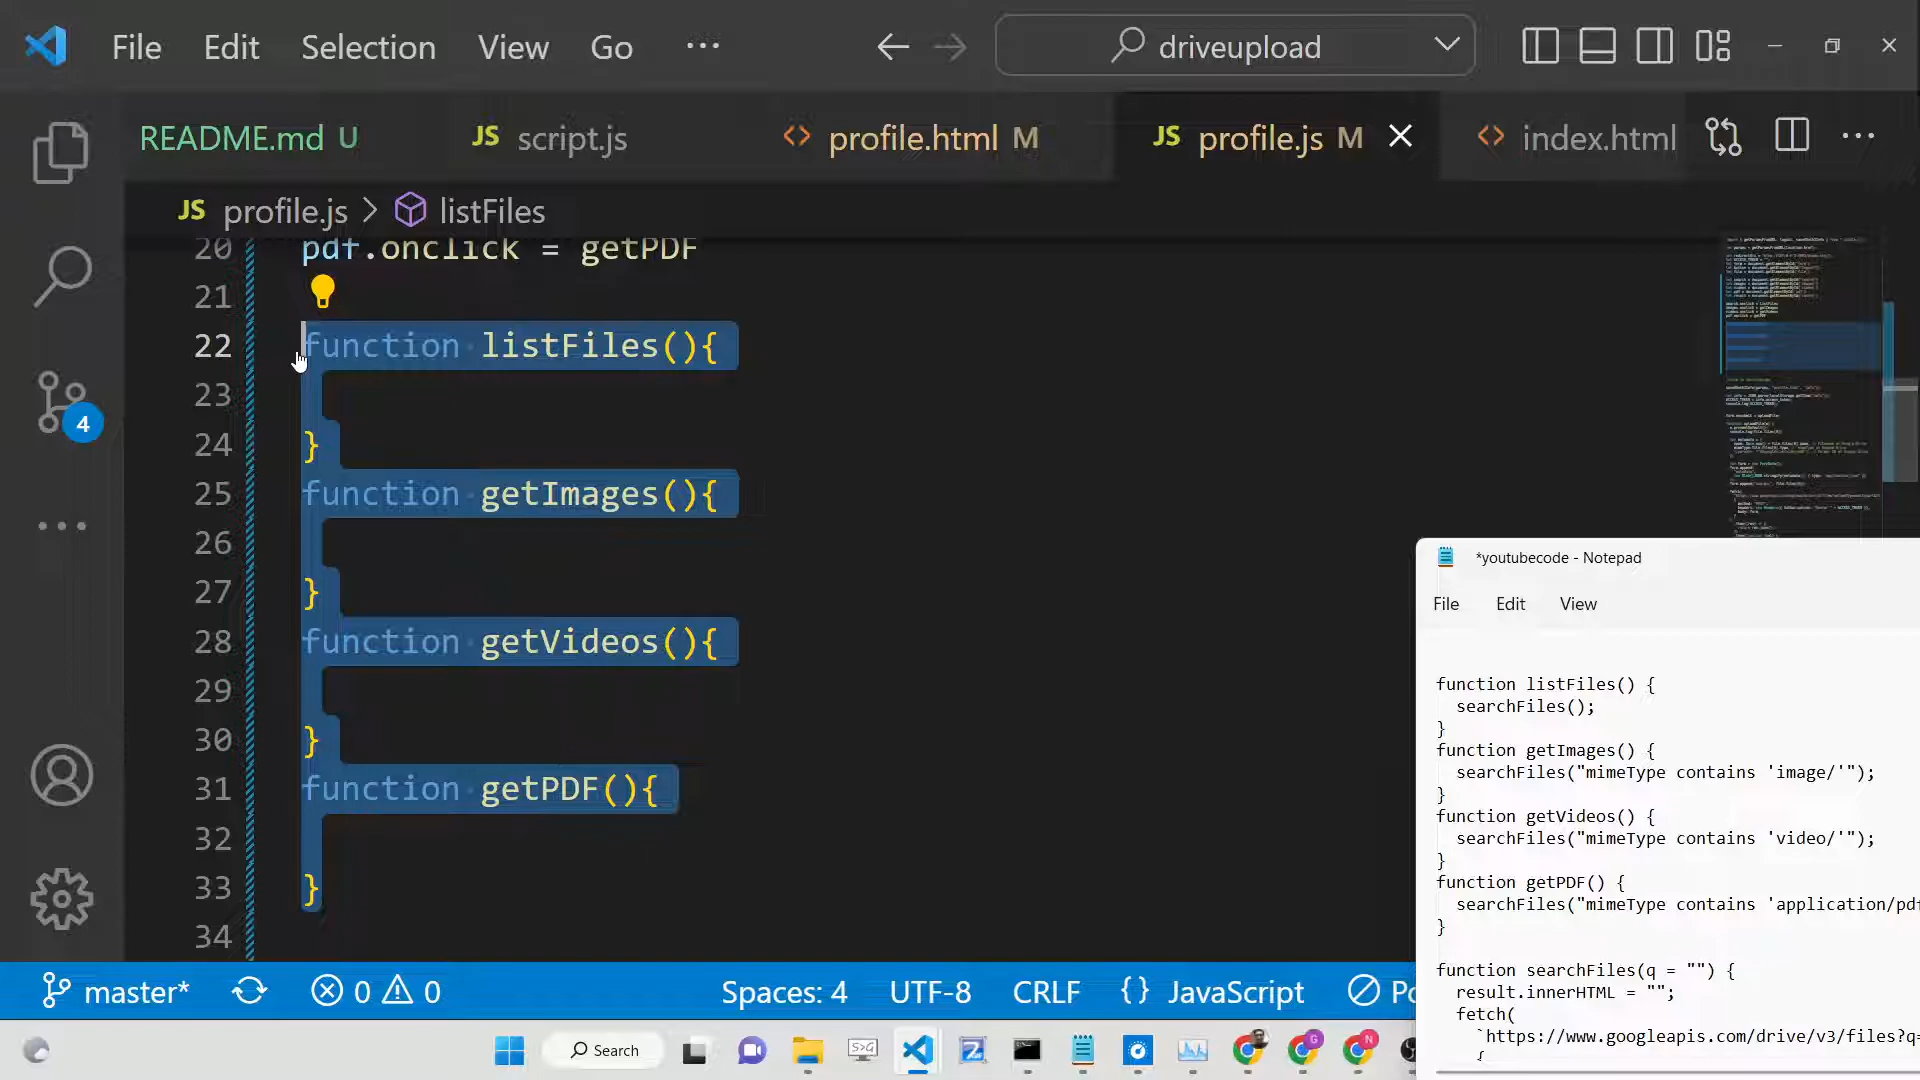 File Edit Selection View Go ... driveupload
README.md U JS script.js <> profile.html M JS profile.js M <> index.html ...
JS profile.js > listFiles
20 pdf.onclick = getPDF
21
22 function listFiles(){
23
24 }
25 function getImages(){
26
27 }
28 function getVideos(){
29
30 }
31 function getPDF(){
32
33 }
34
4
*youtubecode - Notepad
File Edit View
function listFiles() {
searchFiles();
}
function getImages() {
searchFiles("mimeType contains 'image/'");
}
function getVideos() {
searchFiles("mimeType contains 'video/'");
}
function getPDF() {
searchFiles("mimeType contains 'application/pdf
}
function searchFiles(q = "") {
result.innerHTML = "";
fetch(
`https://www.googleapis.com/drive/v3/files?q=
{
master* 0 0 Spaces: 4 UTF-8 CRLF {} JavaScript
Search